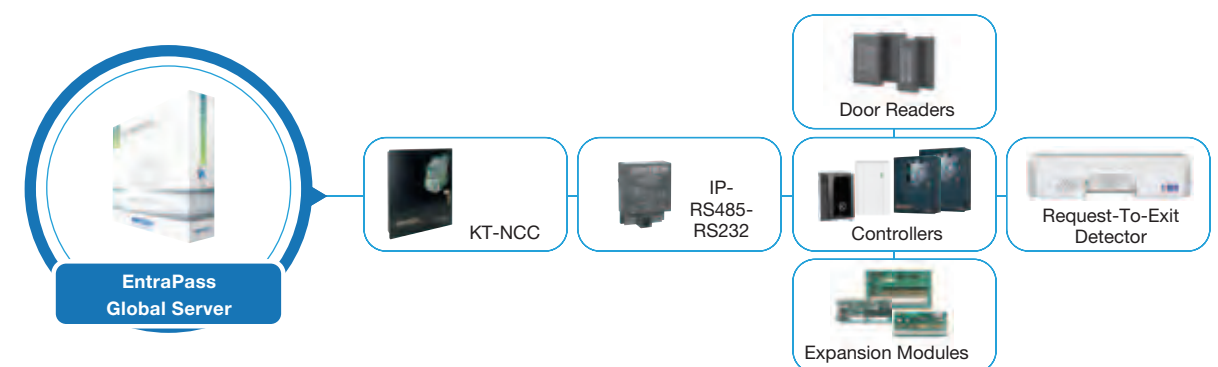 Door Readers
KT-NCC
IP-
RS485-
RS232
Controllers
Request-To-Exit
Detector
EntraPass
Global Server
Expansion Modules